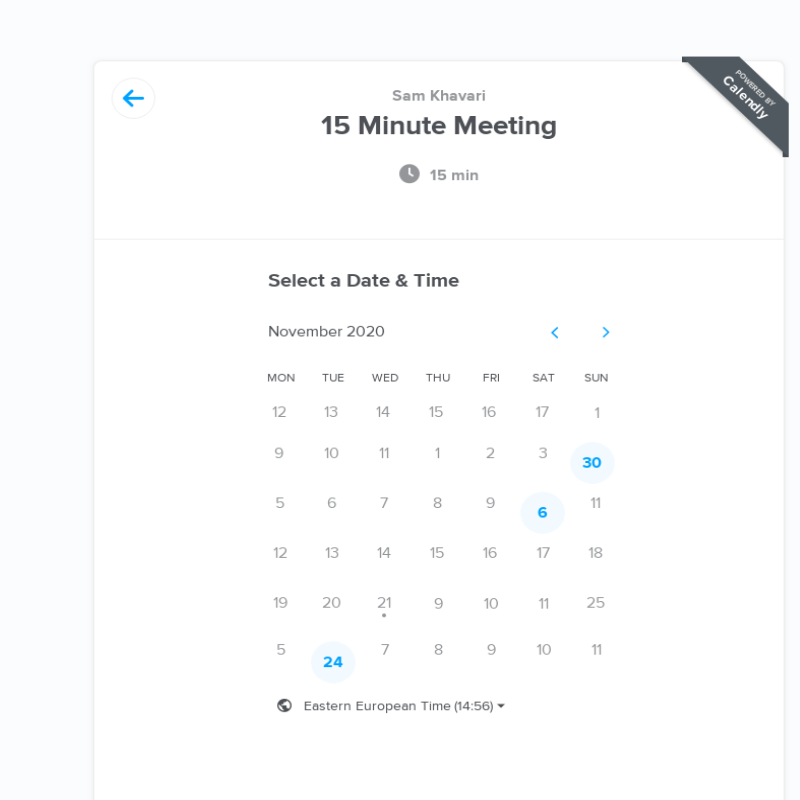 POWERED BY
Calendly
Sam Khavari
15 Minute Meeting
15 min
Select a Date & Time
November 2020
MON TUE WED THU FRI SAT SUN
12 13 14 15 16 17 1
9 10 11 1 2 3 30
5 6 7 8 9 6 11
12 13 14 15 16 17 18
19 20 21 9 10 11 25
5 24 7 8 9 10 11
Eastern European Time (14:56)